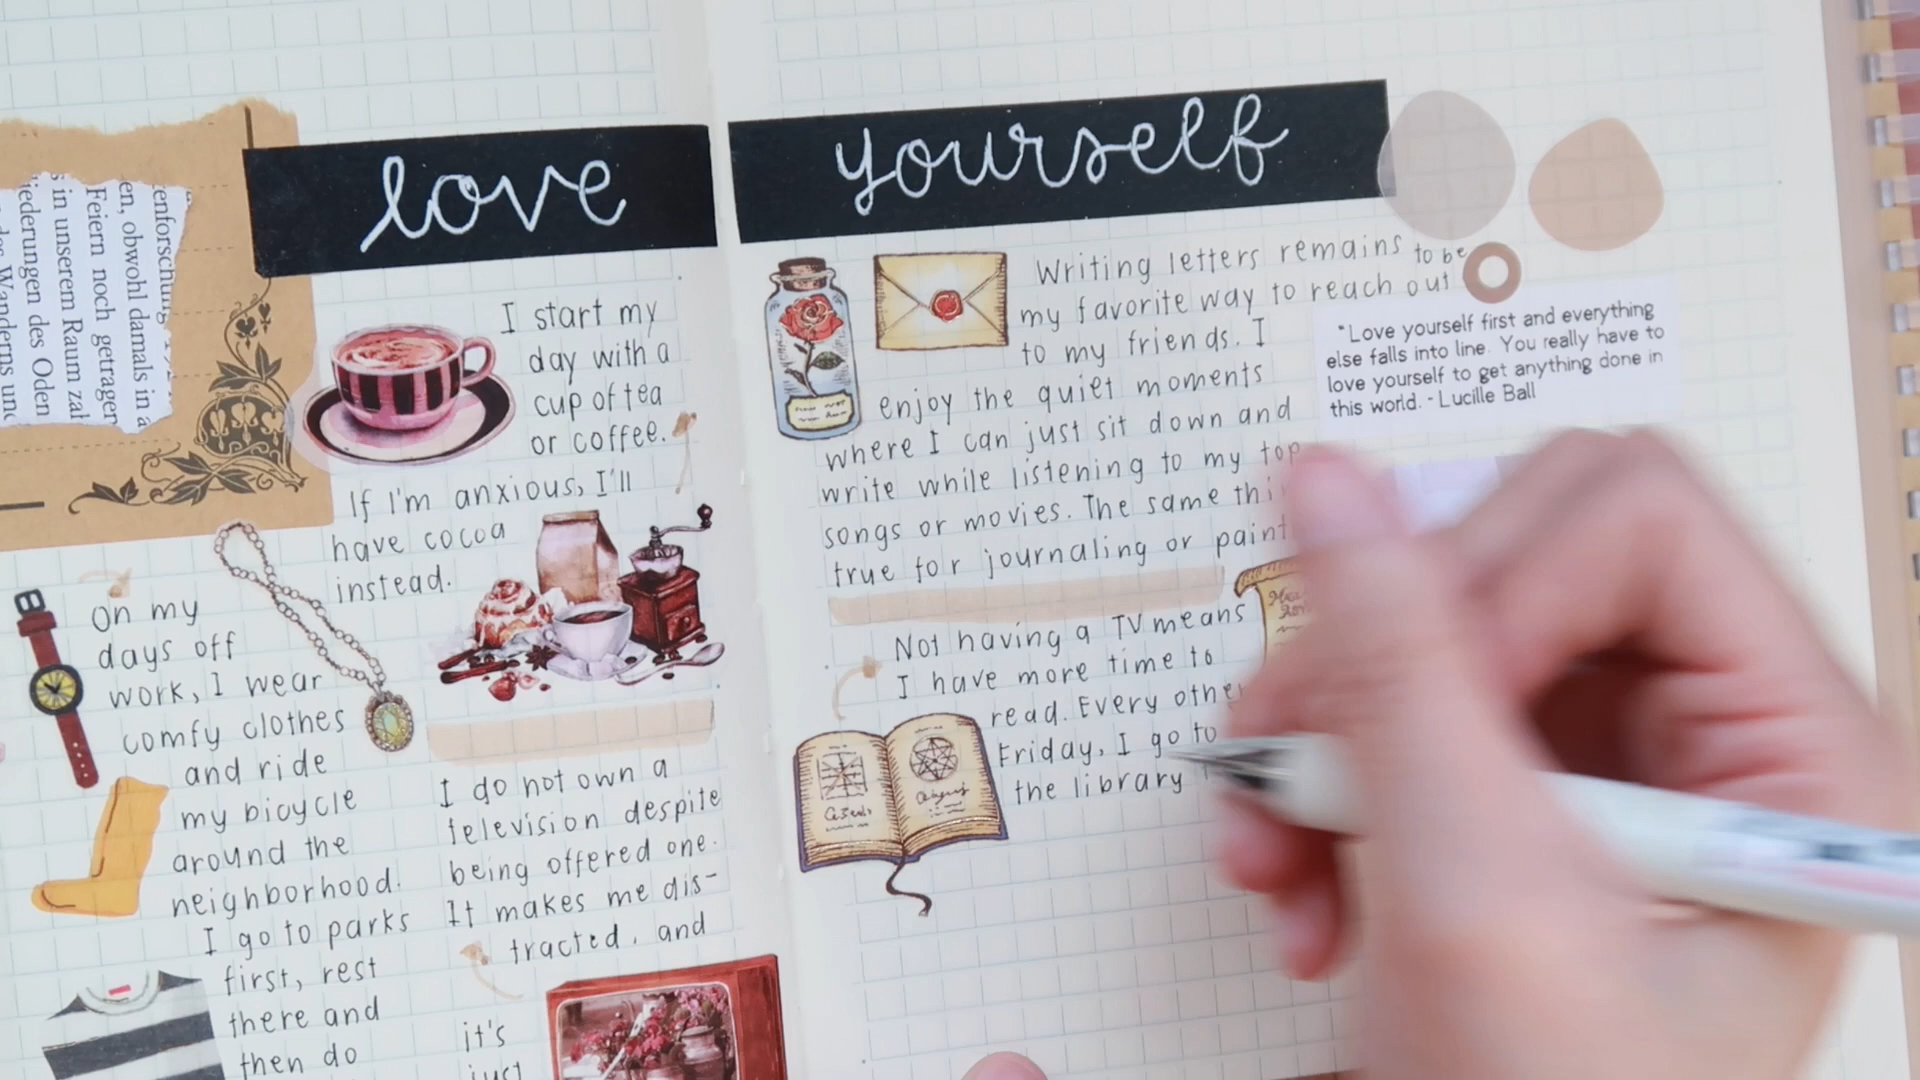 love
yourself
enforschung
en, obwohl damals in
Feiern noch getragen
in unserem Raum
iederungen des Oden
Wanderns und
I start my
day with a
cup of tea
or coffee.
If I'm anxious, I'll
have cocoa
instead.
On my
days off
work, I wear
comfy clothes
and ride
my bicycle
around the
neighborhood.
I go to parks
first, rest
there and
then do
I do not own a
television despite
being offered one.
It makes me dis-
tracted, and
it's
just
Writing letters remains to be
my favorite way to reach out
to my friends. I
enjoy the quiet moments
where I can just sit down and
write while listening to my top
songs or movies. The same thi
true for journaling or paint
Not having a TV means
I have more time to
read. Every other
Friday, I go to
the library
"Love yourself first and everything
else falls into line. You really have to
love yourself to get anything done in
this world. - Lucille Ball